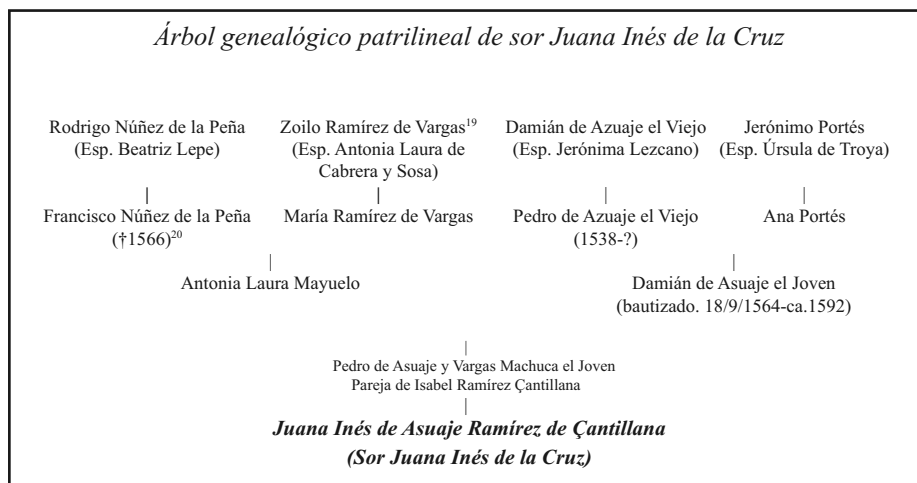 Árbol genealógico patrilineal de sor Juana Inés de la Cruz
Rodrigo Núñez de la Peña
(Esp. Beatriz Lepe)
Zoilo Ramírez de Vargas19
(Esp. Antonia Laura de
Cabrera y Sosa)
Damián de Azuaje el Viejo
(Esp. Jerónima Lezcano)
Jerónimo Portés
(Esp. Úrsula de Troya)
Francisco Núñez de la Peña
(†1566)20
María Ramírez de Vargas
Pedro de Azuaje el Viejo
(1538-?)
Ana Portés
Antonia Laura Mayuelo
Damián de Asuaje el Joven
(bautizado. 18/9/1564-ca.1592)
Pedro de Asuaje y Vargas Machuca el Joven
Pareja de Isabel Ramírez Çantillana
Juana Inés de Asuaje Ramírez de Çantillana
(Sor Juana Inés de la Cruz)